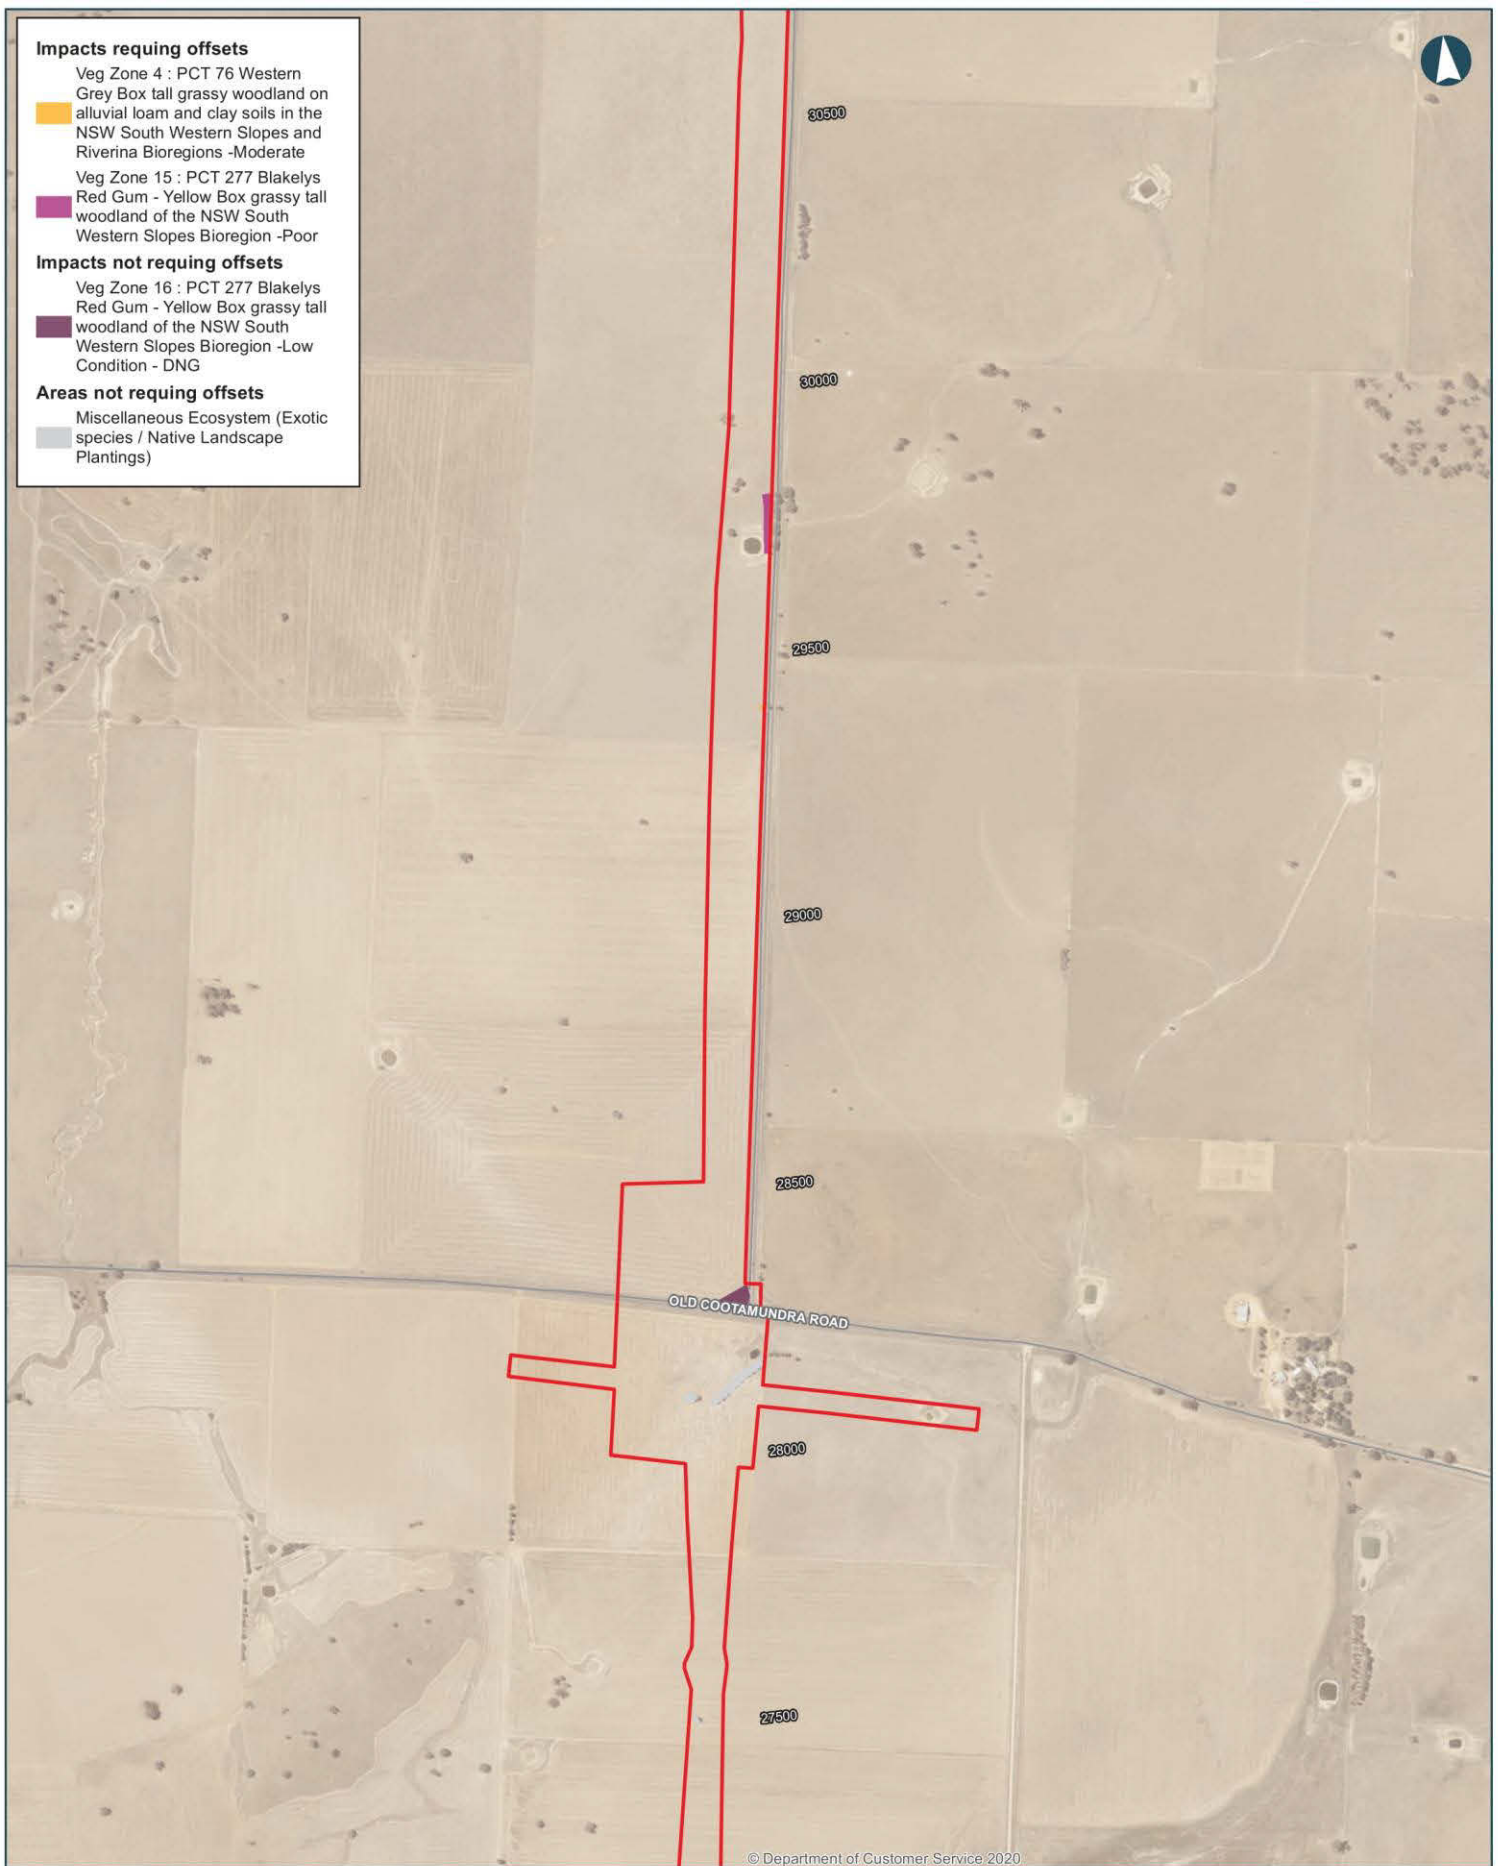 Impacts requing offsets
Veg Zone 4 : PCT 76 Western
Grey Box tall grassy woodland on
alluvial loam and clay soils in the
NSW South Western Slopes and
Riverina Bioregions -Moderate
Veg Zone 15 : PCT 277 Blakelys
Red Gum - Yellow Box grassy tall
woodland of the NSW South
Western Slopes Bioregion -Poor
Impacts not requing offsets
Veg Zone 16 : PCT 277 Blakelys
Red Gum - Yellow Box grassy tall
woodland of the NSW South
Western Slopes Bioregion -Low
Condition - DNG
Areas not requing offsets
Miscellaneous Ecosystem (Exotic
species / Native Landscape
Plantings)
30500
30000
29500
29000
28500
OLD COOTAMUNDRA ROAD
28000
27500
© Department of Customer Service 2020